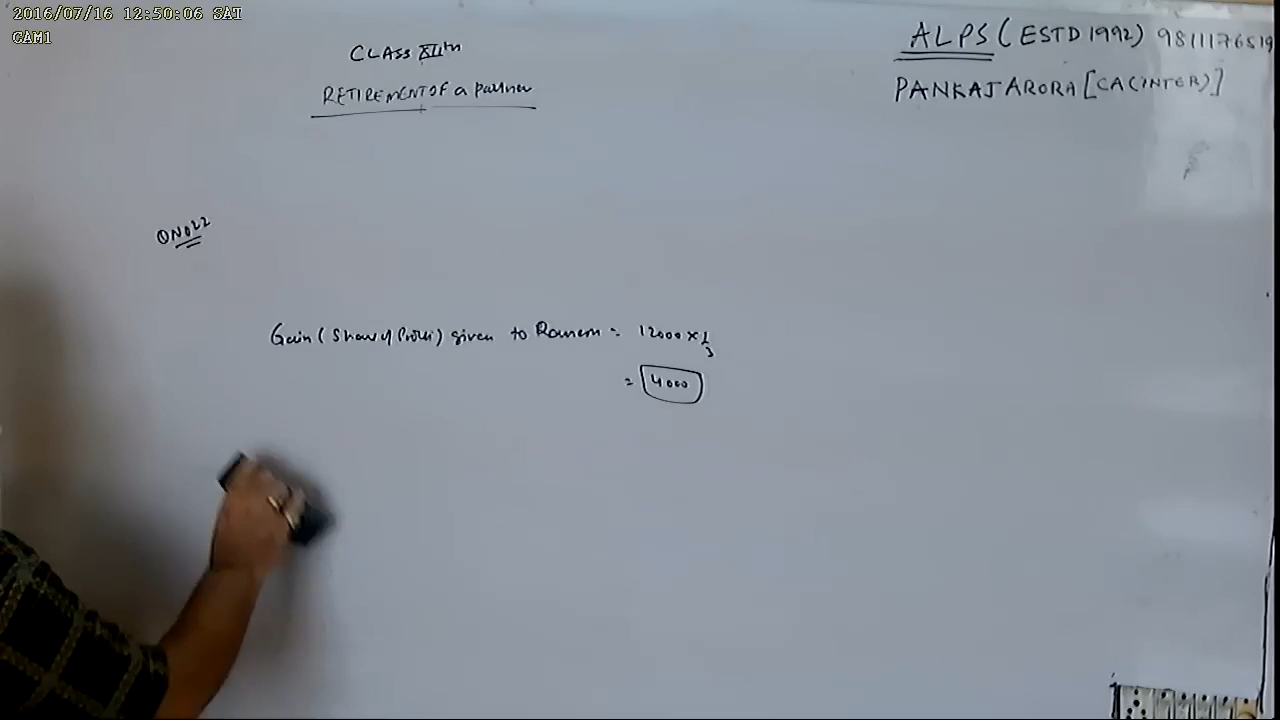 2016/07/16 12:50:06 SAT
CAM1
CLASS XIIth
RETIREMENT OF a partner
ALPS (ESTD 1992) 9811176519
PANKAJ ARORA [CA(INTER)]
QNO22
Gain (Share of Profit) given to = 12000 × 1/3
= 4000